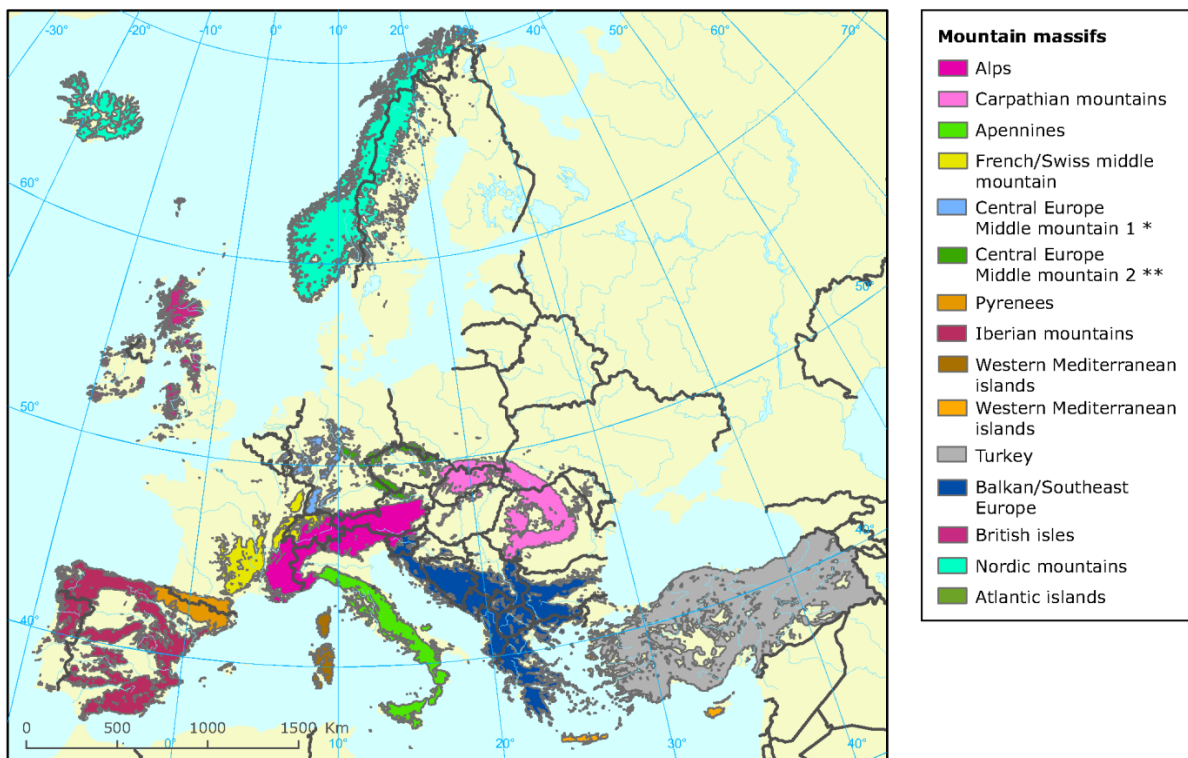 -30° -20° -10° 0° 10° 20° 30° 40° 50° 60° 70°
60°
50°
50°
40°
40°
0 500 1000 1500 Km
0° 10° 20° 30° 40°
Mountain massifs
Alps
Carpathian mountains
Apennines
French/Swiss middle
mountain
Central Europe
Middle mountain 1 *
Central Europe
Middle mountain 2 **
Pyrenees
Iberian mountains
Western Mediterranean
islands
Western Mediterranean
islands
Turkey
Balkan/Southeast
Europe
British isles
Nordic mountains
Atlantic islands